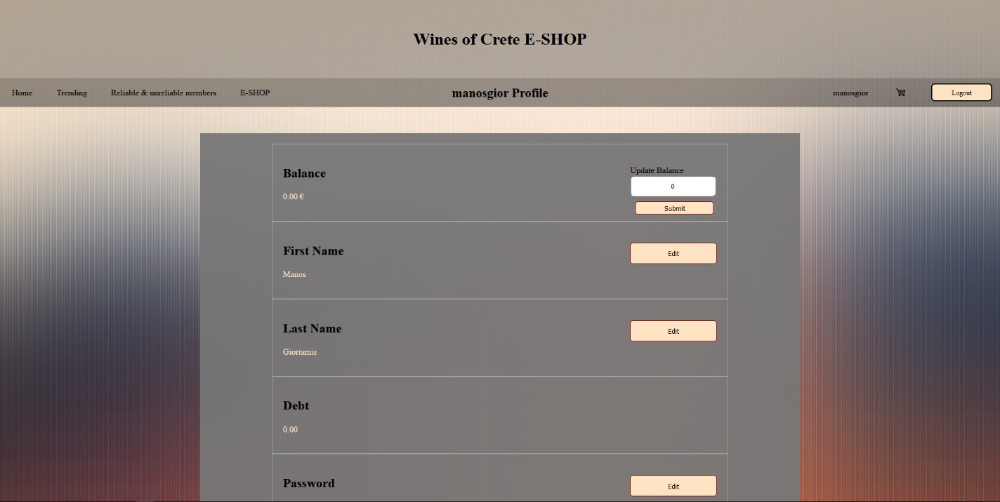 Wines of Crete E-SHOP
Home Trending Reliable & unreliable members E-SHOP manosgior Profile manosgior Logout
Balance
Update Balance
0.00 €
0
Submit
First Name
Edit
Manos
Last Name
Edit
Giortamis
Debt
0.00
Password
Edit